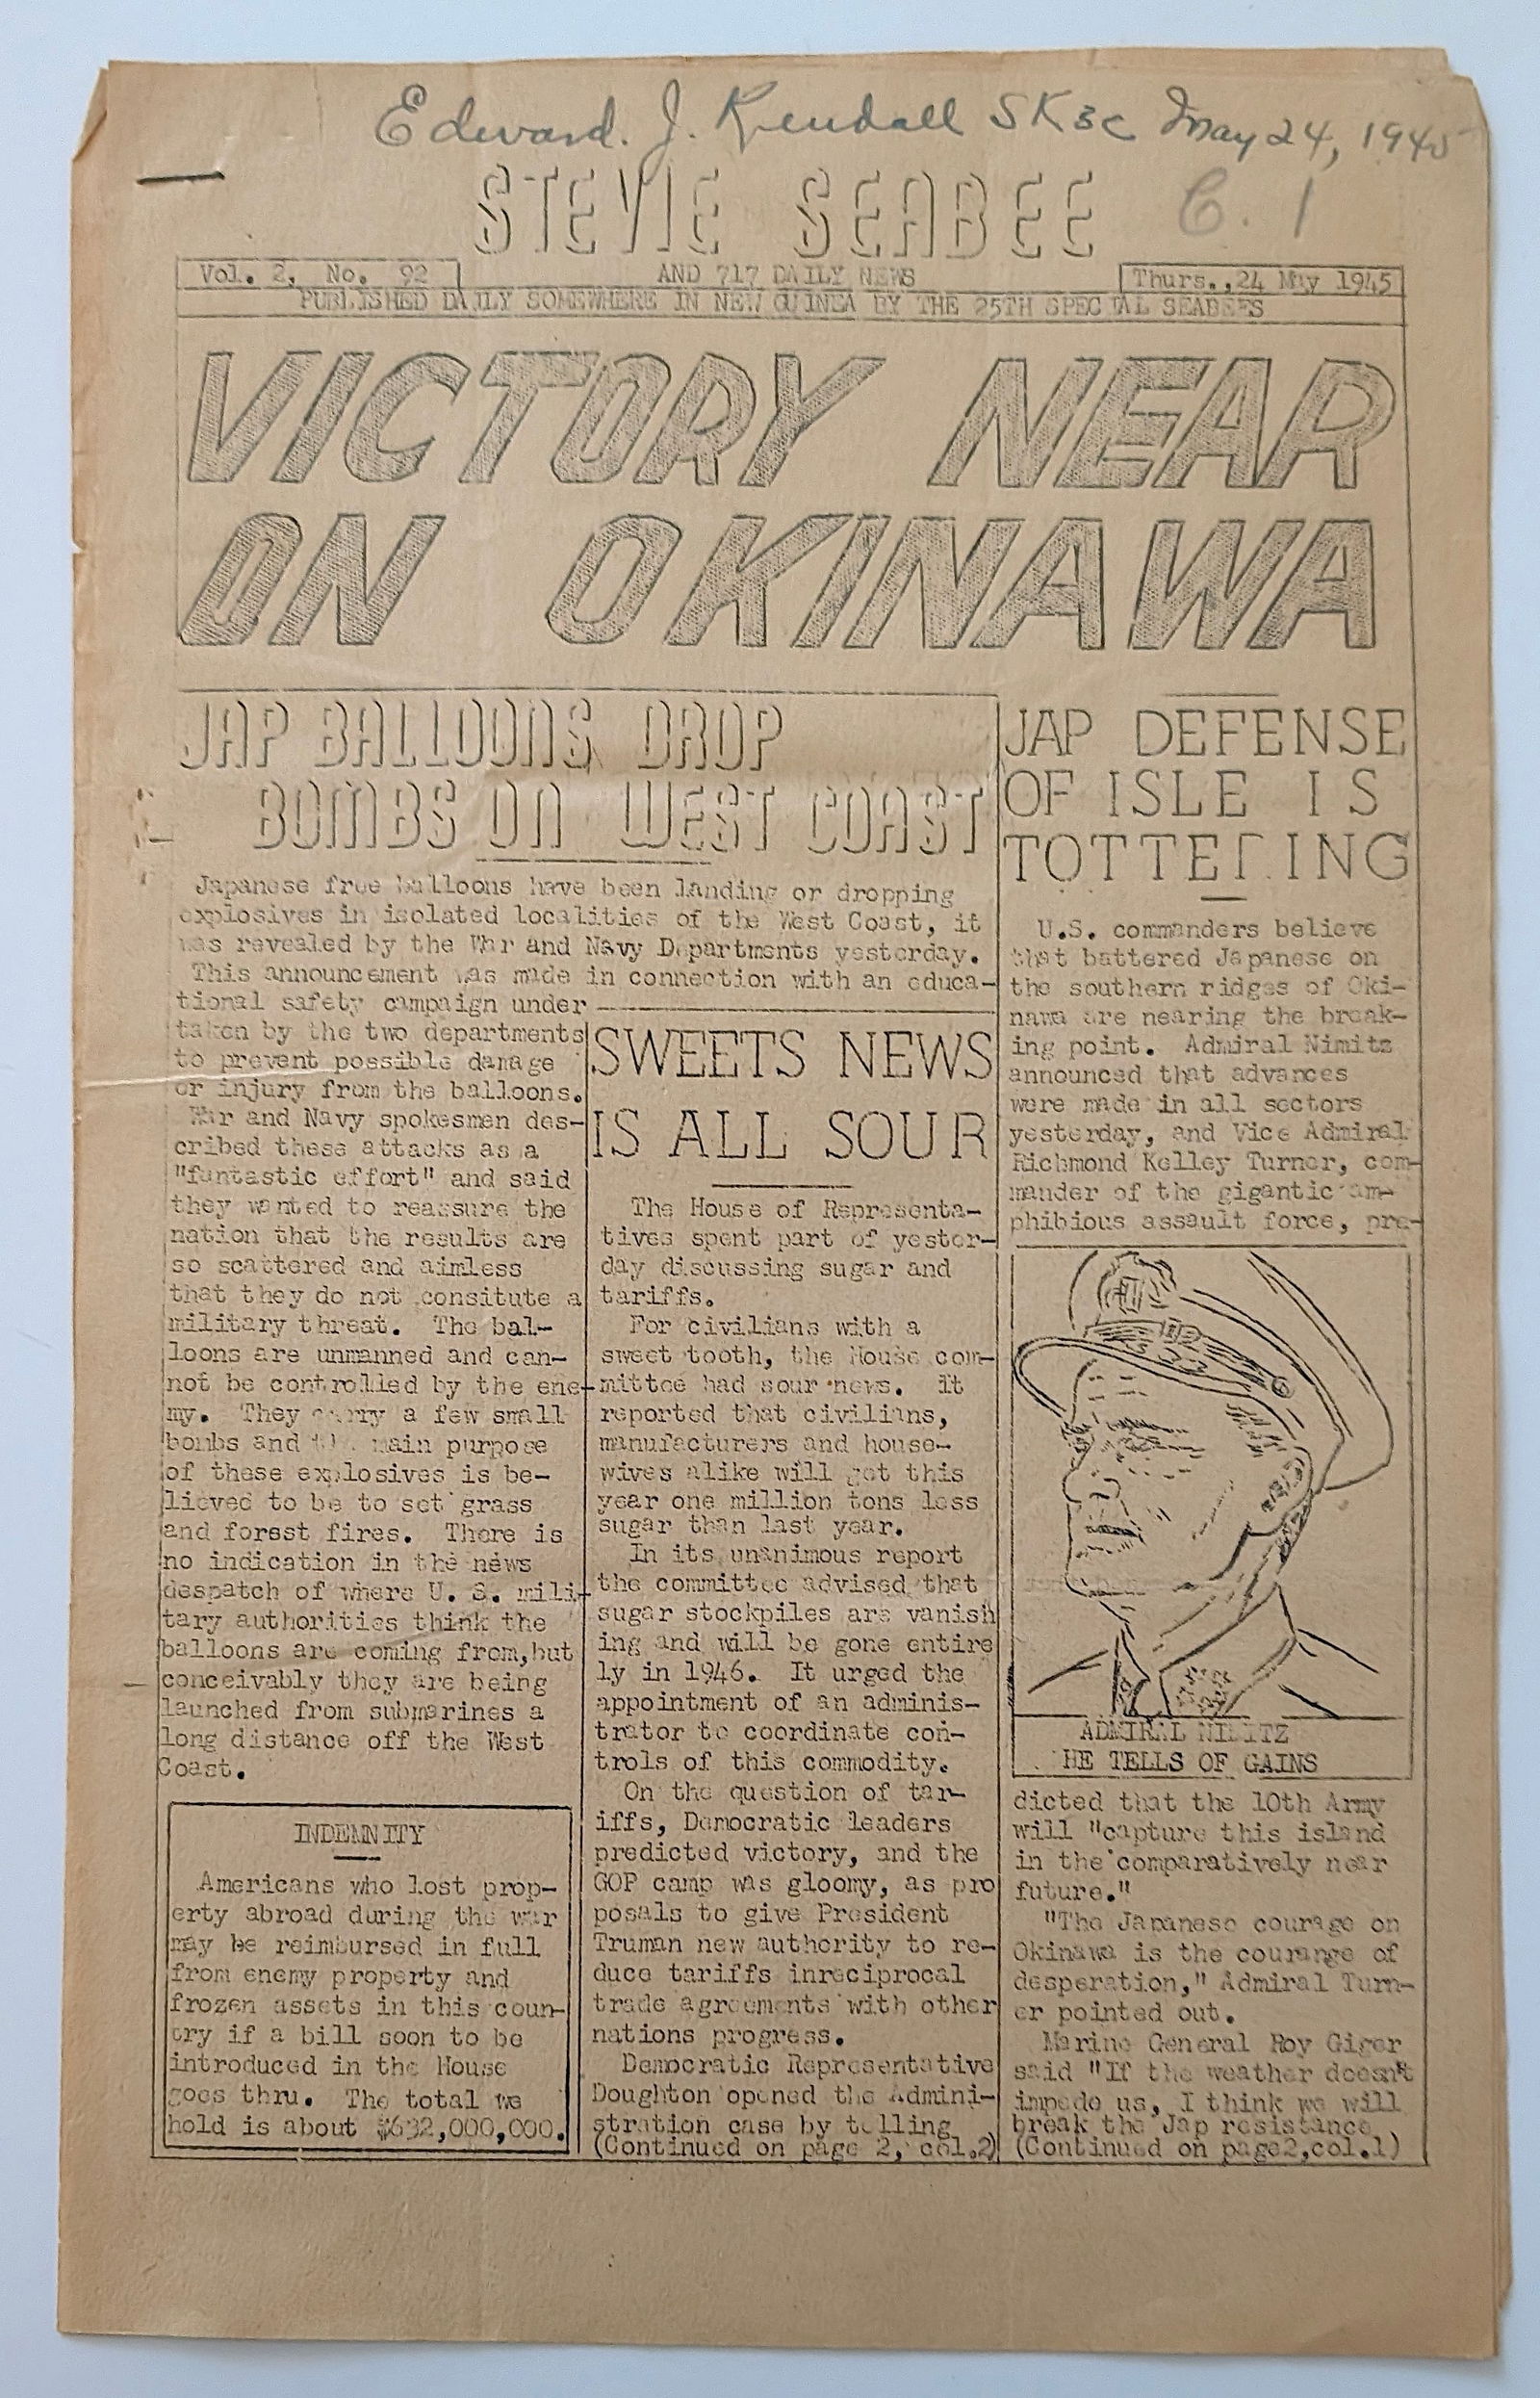 Edward. J. Kendall SK3c May 24, 1945
STEVIE SEABEE C. 1
Vol. 2, No. 92
AND 717 DAILY NEWS
Thurs.,24 May 1945
PUBLISHED DAILY SOMEWHERE IN NEW GUINEA BY THE 25TH SPECIAL SEABEES
VICTORY NEAR
ON OKINAWA
JAP BALLOONS DROP
BOMBS ON WEST COAST
Japanese free balloons have been landing or dropping
explosives in isolated localities of the West Coast, it
was revealed by the War and Navy Departments yesterday.
This announcement was made in connection with an educa-
tional safety campaign under
taken by the two departments
to prevent possible damage
or injury from the balloons.
War and Navy spokesmen des-
cribed these attacks as a
"fantastic effort" and said
they wanted to reassure the
nation that the results are
so scattered and aimless
that they do not consitute a
military threat. The bal-
loons are unmanned and can-
not be controlled by the ene-
my. They carry a few small
bombs and the main purpose
of these explosives is be-
lieved to be to set grass
and forest fires. There is
no indication in the news
despatch of where U. S. mili-
tary authorities think the
balloons are coming from,but
conceivably they are being
launched from submarines a
long distance off the West
Coast.
INDEMNITY
Americans who lost prop-
erty abroad during the war
may be reimbursed in full
from enemy property and
frozen assets in this coun-
try if a bill soon to be
introduced in the House
goes thru. The total we
hold is about $632,000,000.
SWEETS NEWS
IS ALL SOUR
The House of Representa-
tives spent part of yester-
day discussing sugar and
tariffs.
For civilians with a
sweet tooth, the House com-
mittee had sour news. It
reported that civilians,
manufacturers and house-
wives alike will get this
year one million tons less
sugar than last year.
In its unanimous report
the committee advised that
sugar stockpiles are vanish
ing and will be gone entire
ly in 1946. It urged the
appointment of an adminis-
trator to coordinate con-
trols of this commodity.
On the question of tar-
iffs, Democratic leaders
predicted victory, and the
GOP camp was gloomy, as pro
posals to give President
Truman new authority to re-
duce tariffs inreciprocal
trade agreements with other
nations progress.
Democratic Representative
Doughton opened the Admini-
stration case by telling
(Continued on page 2, col.2)
JAP DEFENSE
OF ISLE IS
TOTTERING
U.S. commanders believe
that battered Japanese on
the southern ridges of Oki-
nawa are nearing the break-
ing point. Admiral Nimitz
announced that advances
were made in all sectors
yesterday, and Vice Admiral
Richmond Kelley Turner, com-
mander of the gigantic am-
phibious assault force, pre-
ADMIRAL NIMITZ
HE TELLS OF GAINS
dicted that the 10th Army
will "capture this island
in the comparatively near
future."
"The Japanese courage on
Okinawa is the courange of
desperation," Admiral Turn-
er pointed out.
Marine General Roy Giger
said "If the weather doesn't
impede us, I think we will
break the Jap resistance
(Continued on page2,col.1)